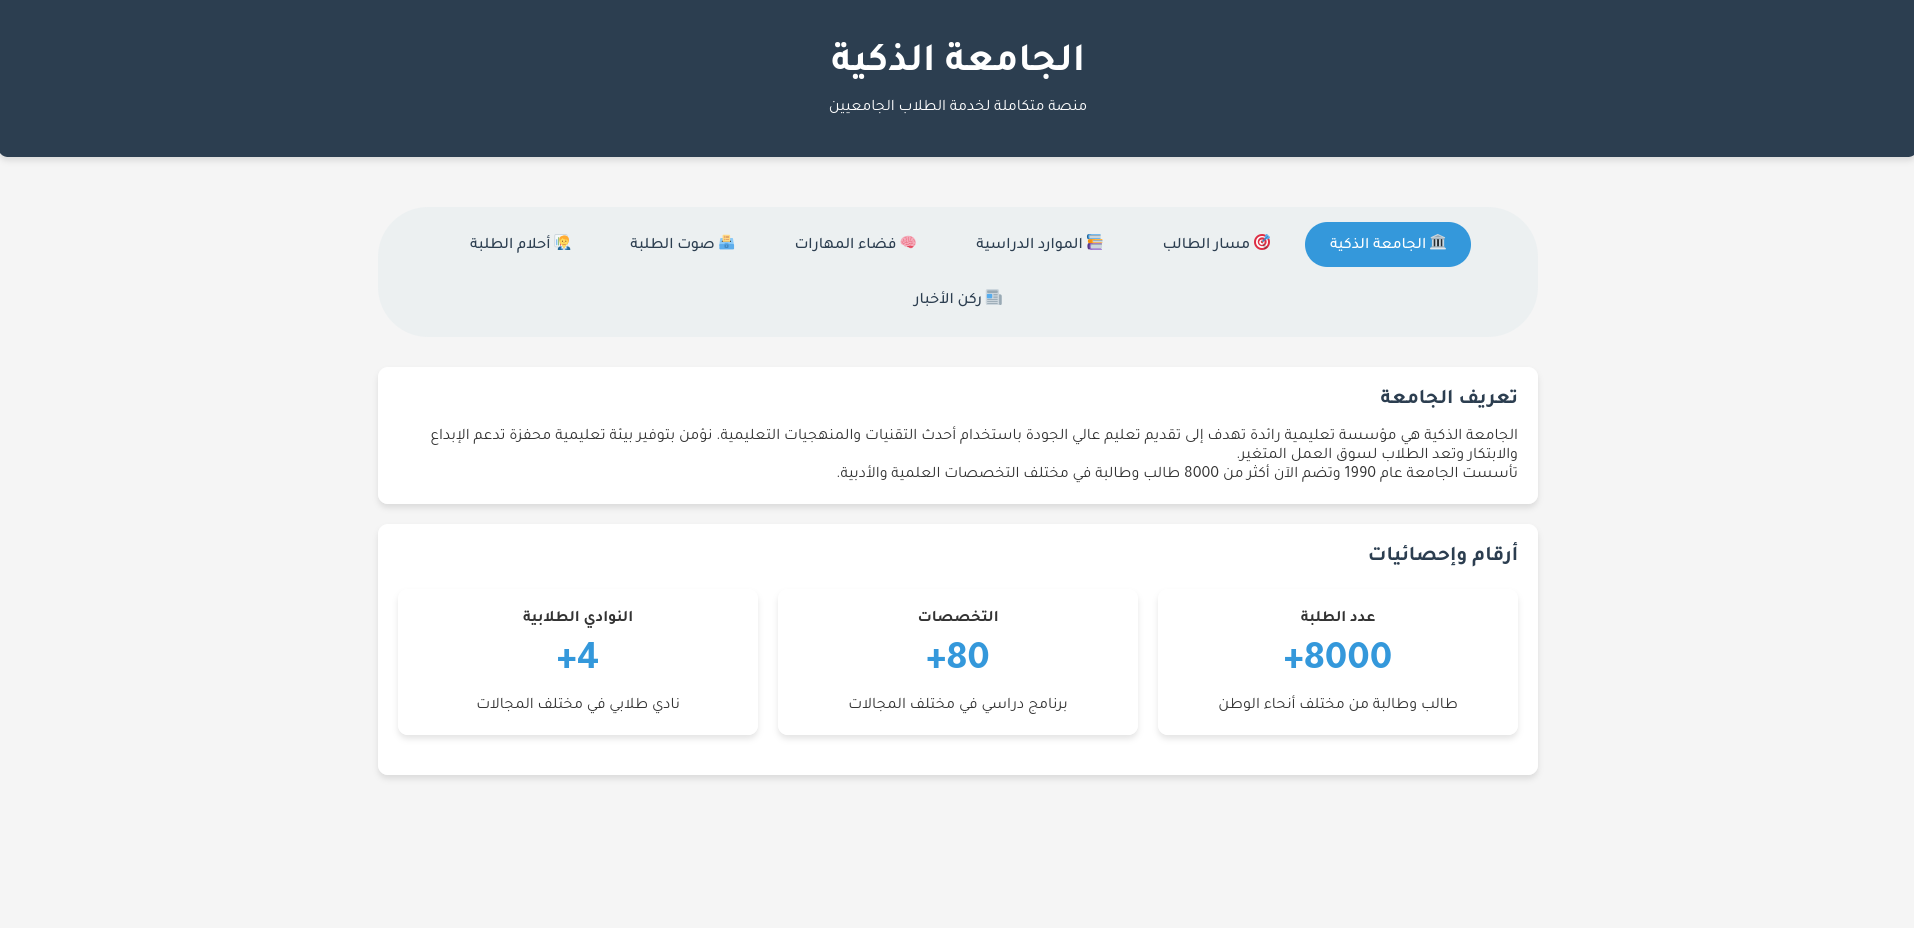 الجامعة الذكية
منصة متكاملة لخدمة الطلاب الجامعيين
🏛️ الجامعة الذكية
🎯 مسار الطالب
📚 الموارد الدراسية
🧠 فضاء المهارات
🗳️ صوت الطلبة
🧑‍🚀 أحلام الطلبة
📰 ركن الأخبار
تعريف الجامعة
الجامعة الذكية هي مؤسسة تعليمية رائدة تهدف إلى تقديم تعليم عالي الجودة باستخدام أحدث التقنيات والمنهجيات التعليمية. نؤمن بتوفير بيئة تعليمية محفزة تدعم الإبداع
والابتكار وتعد الطلاب لسوق العمل المتغير.
تأسست الجامعة عام 1990 وتضم الآن أكثر من 8000 طالب وطالبة في مختلف التخصصات العلمية والأدبية.
أرقام وإحصائيات
عدد الطلبة
8000+
طالب وطالبة من مختلف أنحاء الوطن
التخصصات
80+
برنامج دراسي في مختلف المجالات
النوادي الطلابية
4+
نادي طلابي في مختلف المجالات